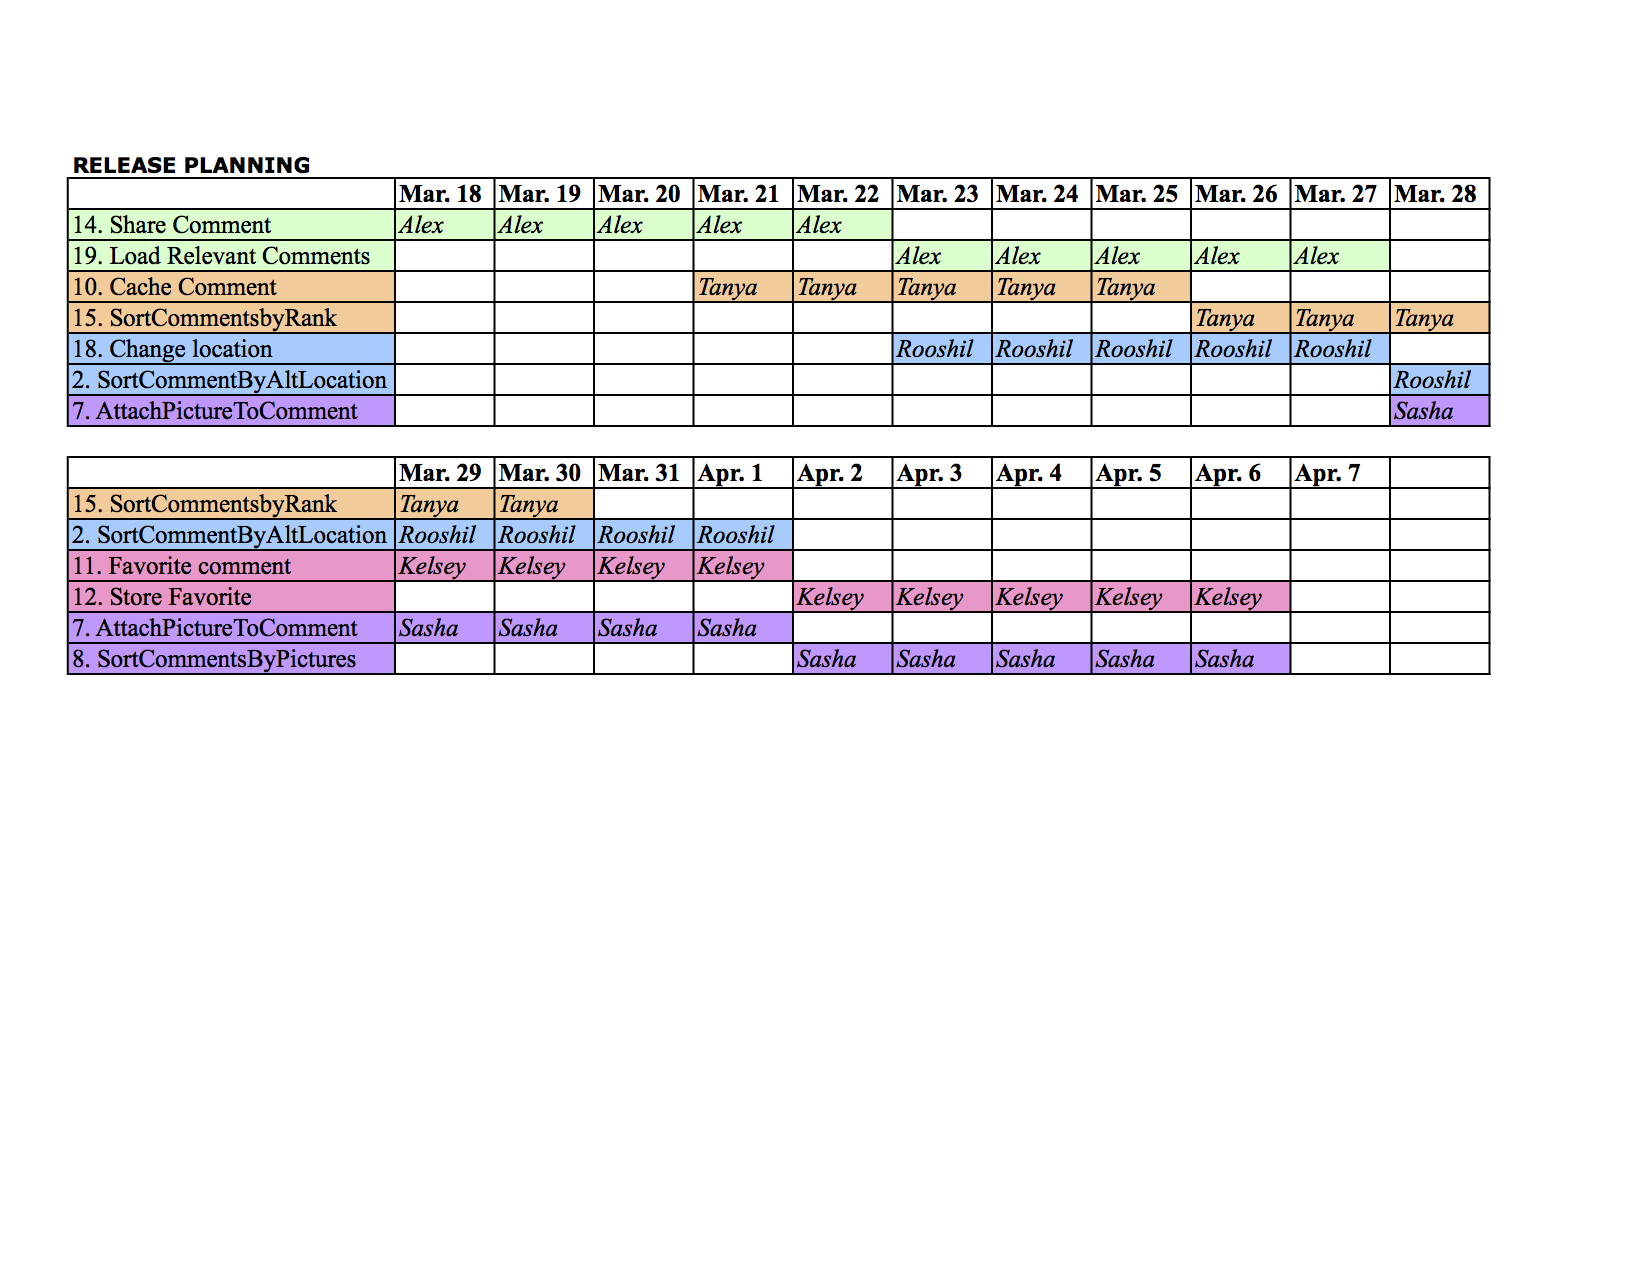 RELEASE PLANNING
Mar. 18 Mar. 19 Mar. 20 Mar. 21 Mar. 22 Mar. 23 Mar. 24 Mar. 25 Mar. 26 Mar. 27 Mar. 28
14. Share Comment Alex Alex Alex Alex Alex
19. Load Relevant Comments Alex Alex Alex Alex Alex
10. Cache Comment Tanya Tanya Tanya Tanya Tanya
15. SortCommentsbyRank Tanya Tanya Tanya
18. Change location Rooshil Rooshil Rooshil Rooshil Rooshil
2. SortCommentByAltLocation Rooshil
7. AttachPictureToComment Sasha
Mar. 29 Mar. 30 Mar. 31 Apr. 1 Apr. 2 Apr. 3 Apr. 4 Apr. 5 Apr. 6 Apr. 7
15. SortCommentsbyRank Tanya Tanya
2. SortCommentByAltLocation Rooshil Rooshil Rooshil Rooshil
11. Favorite comment Kelsey Kelsey Kelsey Kelsey
12. Store Favorite Kelsey Kelsey Kelsey Kelsey Kelsey
7. AttachPictureToComment Sasha Sasha Sasha Sasha
8. SortCommentsByPictures Sasha Sasha Sasha Sasha Sasha